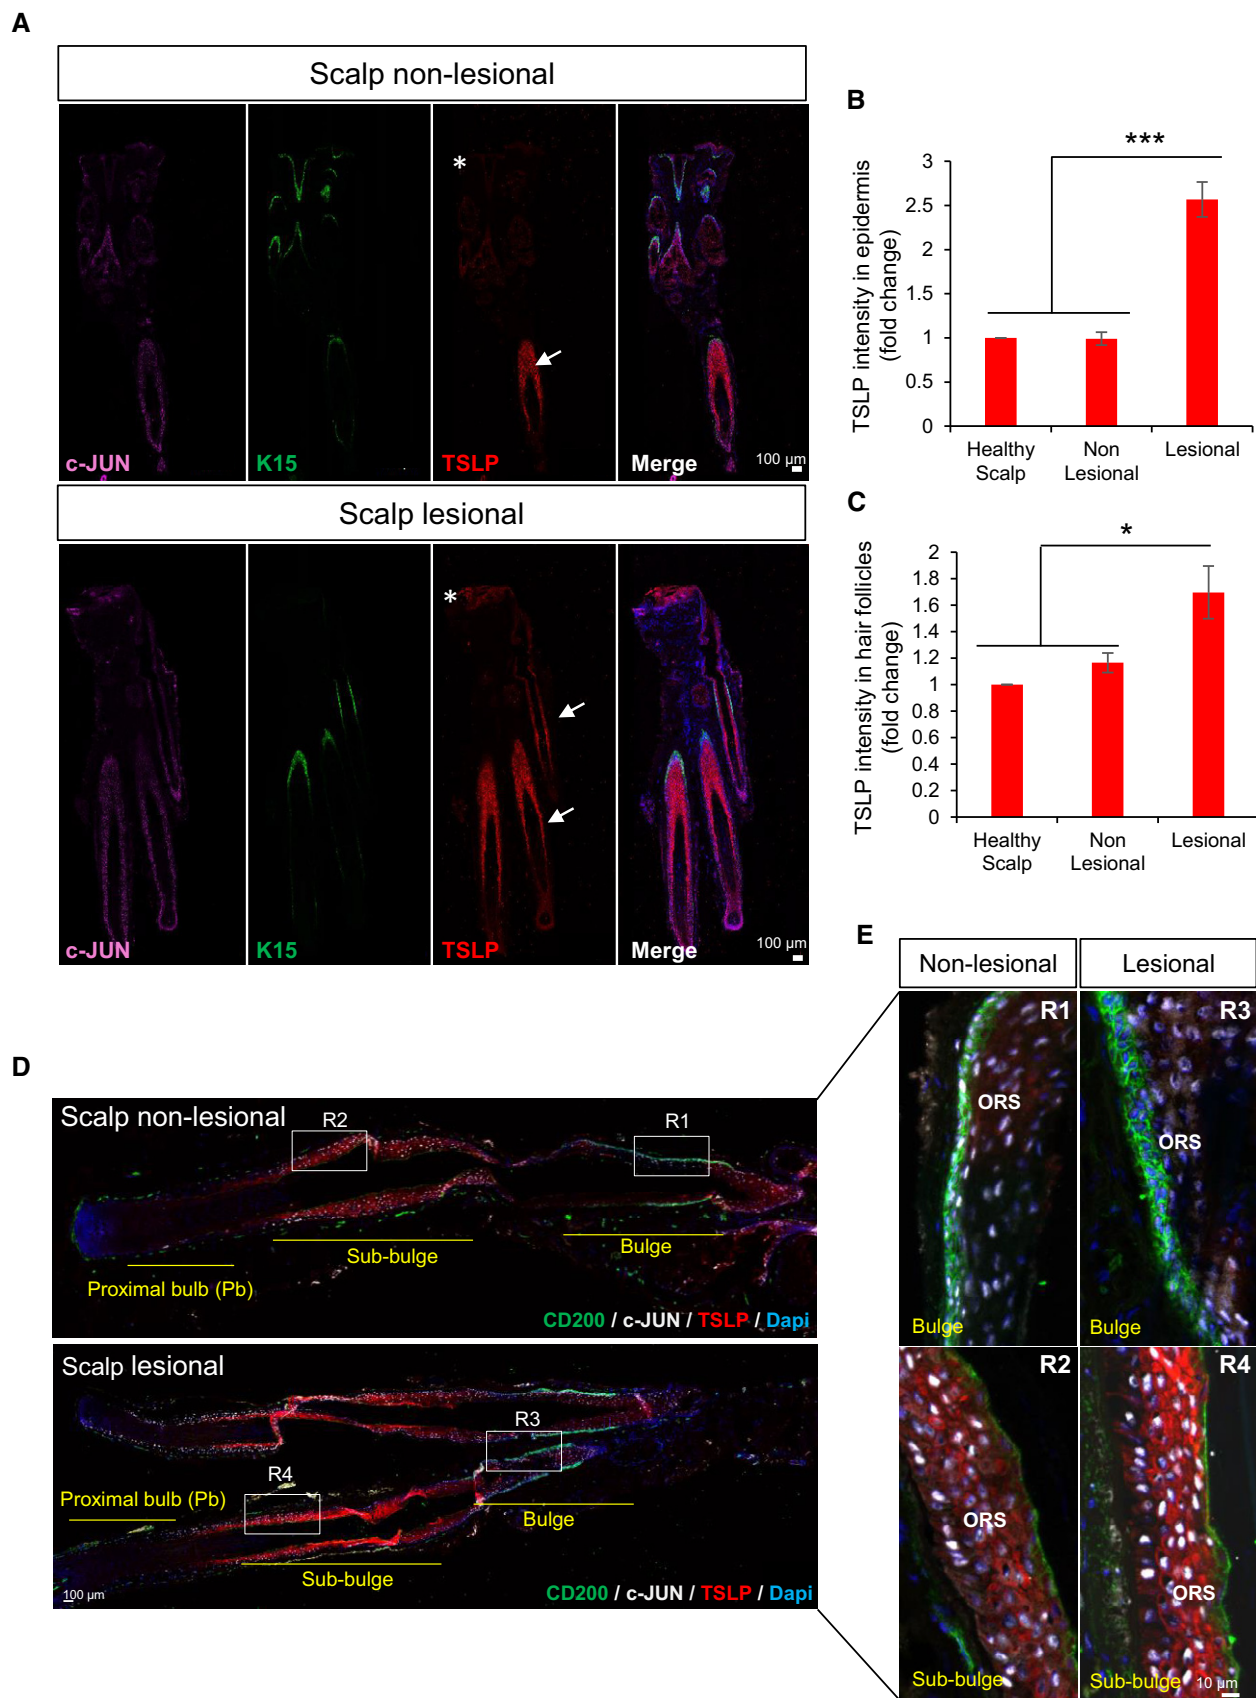 A
Scalp non-lesional
*
c-JUN
K15
TSLP
Merge
100 µm
Scalp lesional
*
c-JUN
K15
TSLP
Merge
100 µm
B
***
TSLP intensity in epidermis
(fold change)
3
2.5
2
1.5
1
0.5
0
Healthy
Scalp
Non
Lesional
Lesional
C
*
TSLP intensity in hair follicles
(fold change)
2
1.8
1.6
1.4
1.2
1
0.8
0.6
0.4
0.2
0
Healthy
Scalp
Non
Lesional
Lesional
D
Scalp non-lesional
R2
R1
Sub-bulge
Bulge
Proximal bulb (Pb)
CD200 / c-JUN / TSLP / Dapi
Scalp lesional
R3
R4
Proximal bulb (Pb)
Bulge
Sub-bulge
100 µm
CD200 / c-JUN / TSLP / Dapi
E
Non-lesional
Lesional
R1
ORS
Bulge
R3
ORS
Bulge
R2
ORS
Sub-bulge
R4
ORS
Sub-bulge
10 µm